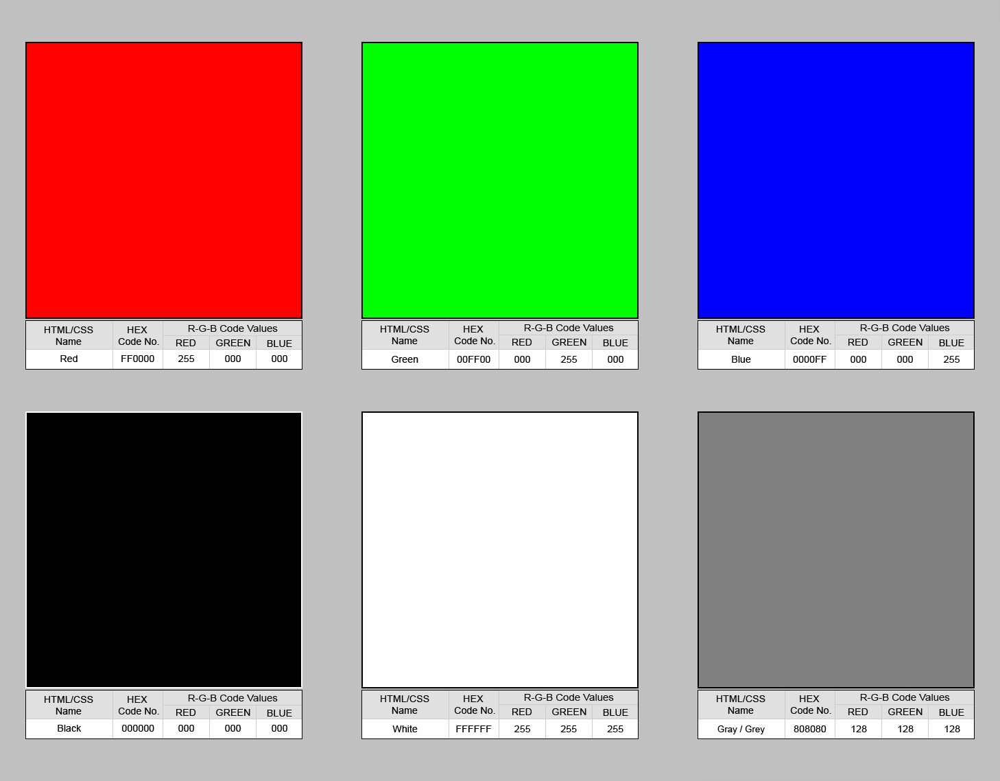 HTML/CSS Name HEX Code No. R-G-B Code Values
RED GREEN BLUE
Red FF0000 255 000 000
HTML/CSS Name HEX Code No. R-G-B Code Values
RED GREEN BLUE
Green 00FF00 000 255 000
HTML/CSS Name HEX Code No. R-G-B Code Values
RED GREEN BLUE
Blue 0000FF 000 000 255
HTML/CSS Name HEX Code No. R-G-B Code Values
RED GREEN BLUE
Black 000000 000 000 000
HTML/CSS Name HEX Code No. R-G-B Code Values
RED GREEN BLUE
White FFFFFF 255 255 255
HTML/CSS Name HEX Code No. R-G-B Code Values
RED GREEN BLUE
Gray / Grey 808080 128 128 128